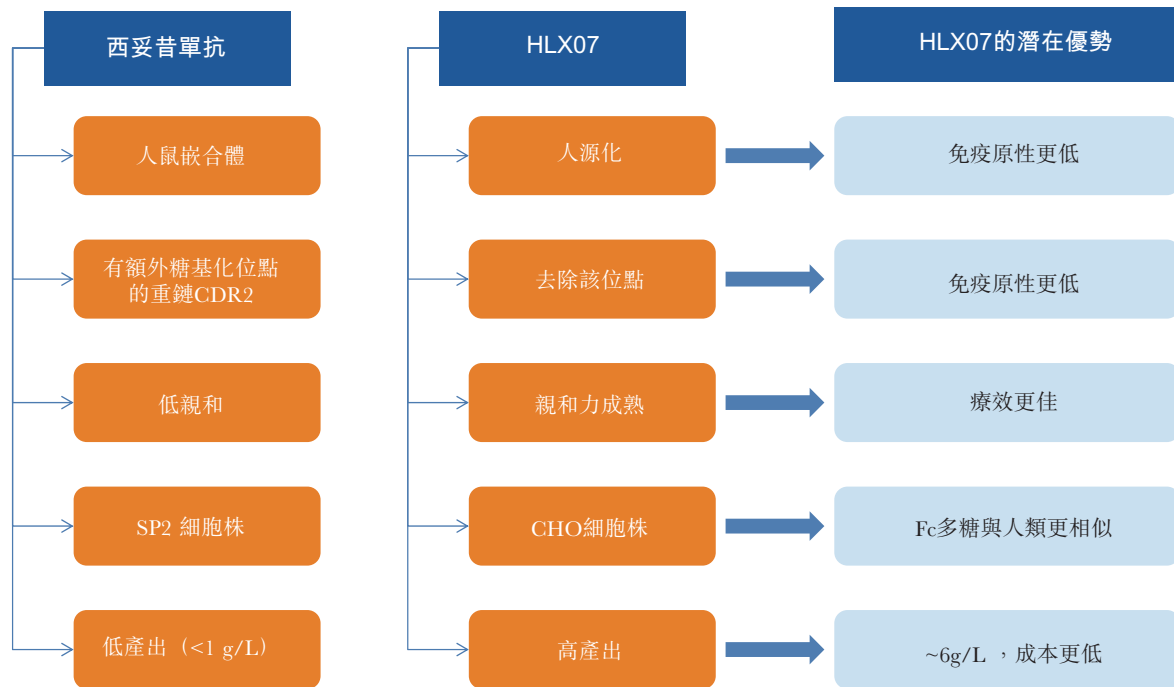 西妥昔單抗
HLX07
HLX07的潛在優勢
人鼠嵌合體
人源化
免疫原性更低
有額外糖基化位點
的重鏈CDR2
去除該位點
免疫原性更低
低親和
親和力成熟
療效更佳
SP2 細胞株
CHO細胞株
Fc多糖與人類更相似
低產出（<1 g/L）
高產出
~6g/L ，成本更低